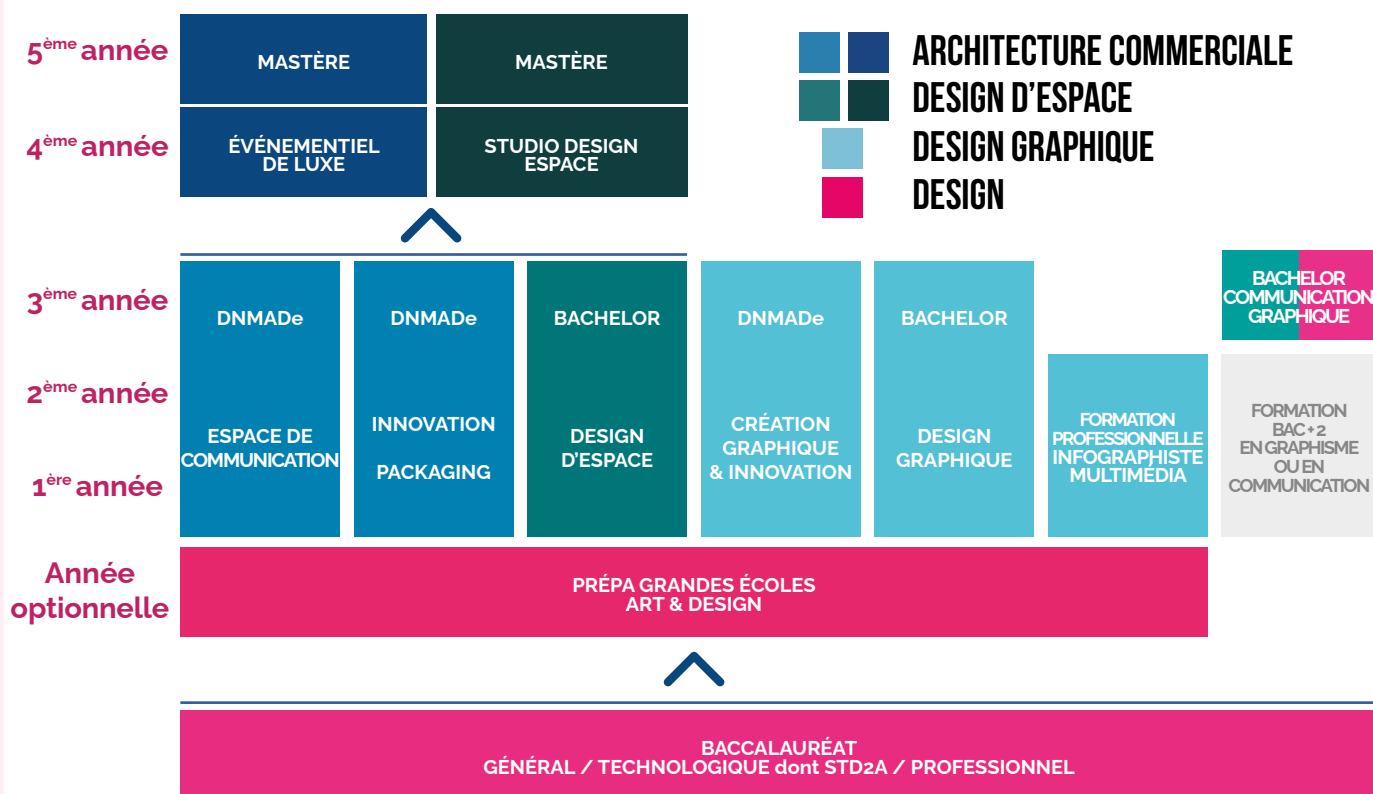 5ème année
MASTÈRE
MASTÈRE
4ème année
ÉVÉNEMENTIEL
DE LUXE
STUDIO DESIGN
ESPACE
ARCHITECTURE COMMERCIALE
DESIGN D'ESPACE
DESIGN GRAPHIQUE
DESIGN
3ème année
2ème année
1ère année
DNMADe
ESPACE DE
COMMUNICATION
DNMADe
INNOVATION
PACKAGING
BACHELOR
DESIGN
D'ESPACE
DNMADe
CRÉATION
GRAPHIQUE
& INNOVATION
BACHELOR
DESIGN
GRAPHIQUE
FORMATION
PROFESSIONNELLE
INFOGRAPHISTE
MULTIMÉDIA
BACHELOR
COMMUNICATION
GRAPHIQUE
FORMATION
BAC + 2
EN GRAPHISME
OU EN
COMMUNICATION
Année
optionnelle
PRÉPA GRANDES ÉCOLES
ART & DESIGN
BACCALAURÉAT
GÉNÉRAL / TECHNOLOGIQUE dont STD2A / PROFESSIONNEL